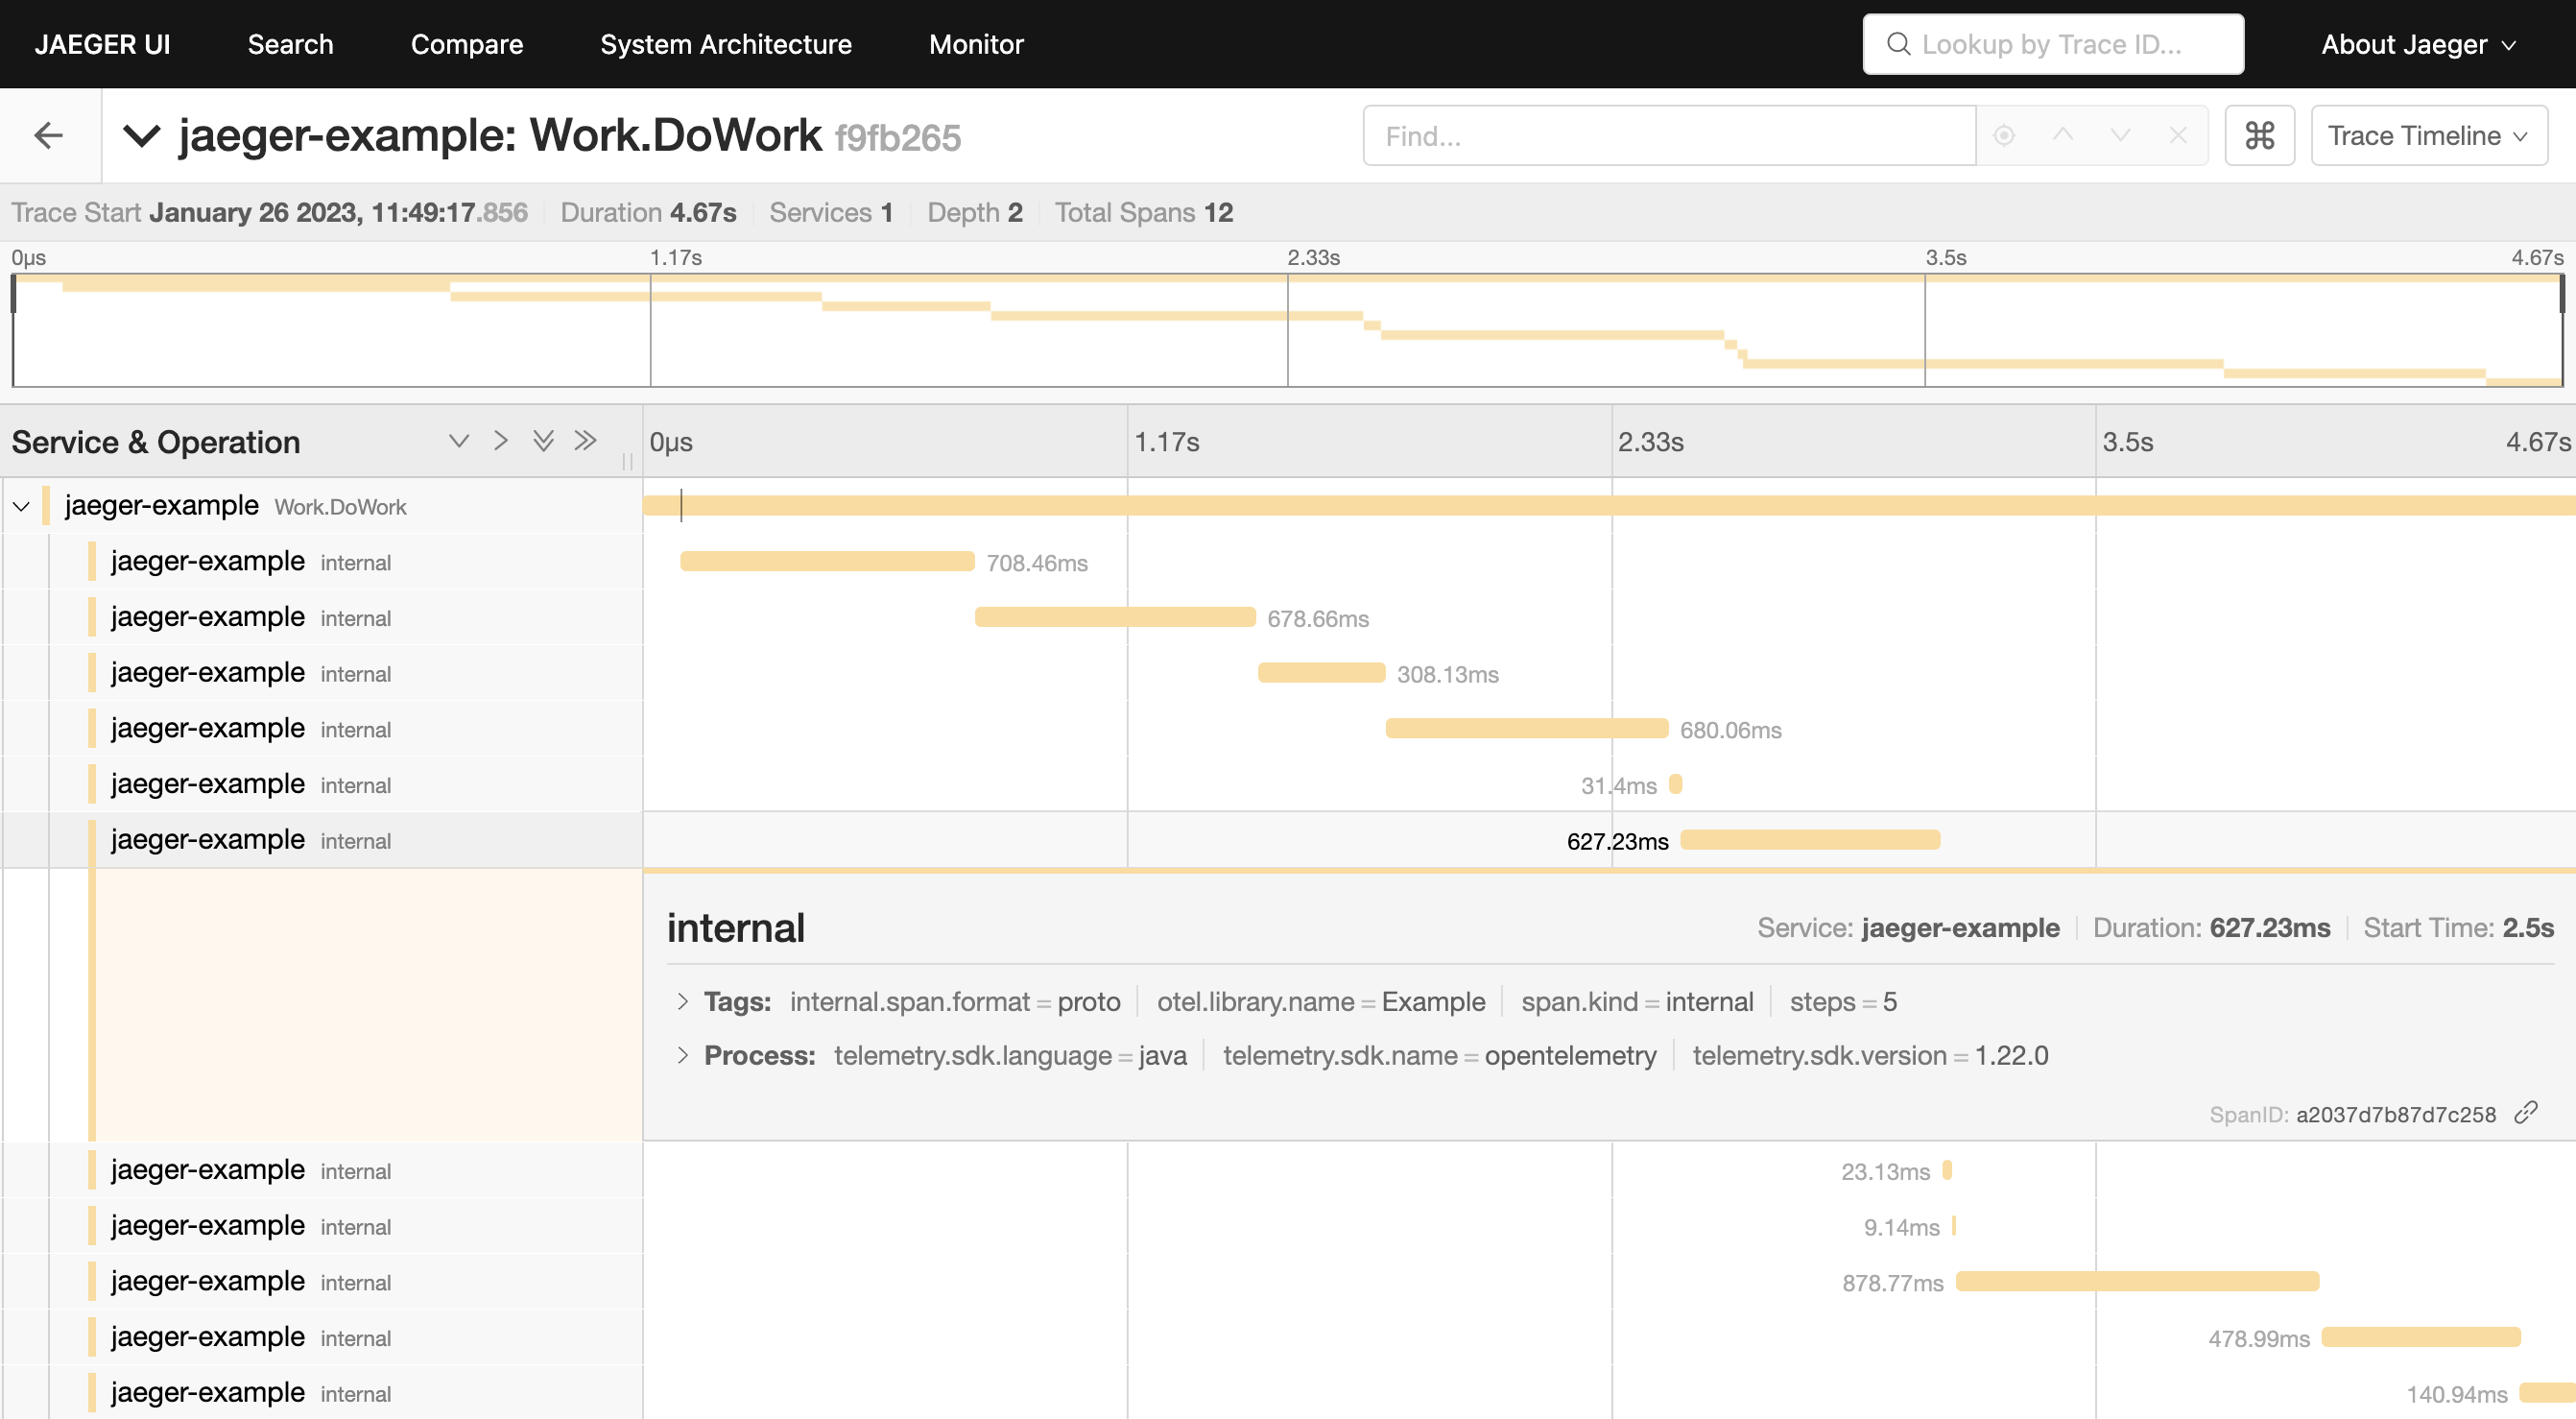 JAEGER UI Search Compare System Architecture Monitor Lookup by Trace ID... About Jaeger
jaeger-example: Work.DoWork f9fb265 Find... Trace Timeline
Trace Start January 26 2023, 11:49:17.856 Duration 4.67s Services 1 Depth 2 Total Spans 12
0μs 1.17s 2.33s 3.5s 4.67s
Service & Operation 0μs 1.17s 2.33s 3.5s 4.67s
jaeger-example Work.DoWork
jaeger-example internal 708.46ms
jaeger-example internal 678.66ms
jaeger-example internal 308.13ms
jaeger-example internal 680.06ms
jaeger-example internal 31.4ms
jaeger-example internal 627.23ms
internal Service: jaeger-example Duration: 627.23ms Start Time: 2.5s
Tags: internal.span.format = proto otel.library.name = Example span.kind = internal steps = 5
Process: telemetry.sdk.language = java telemetry.sdk.name = opentelemetry telemetry.sdk.version = 1.22.0
SpanID: a2037d7b87d7c258
jaeger-example internal 23.13ms
jaeger-example internal 9.14ms
jaeger-example internal 878.77ms
jaeger-example internal 478.99ms
jaeger-example internal 140.94ms